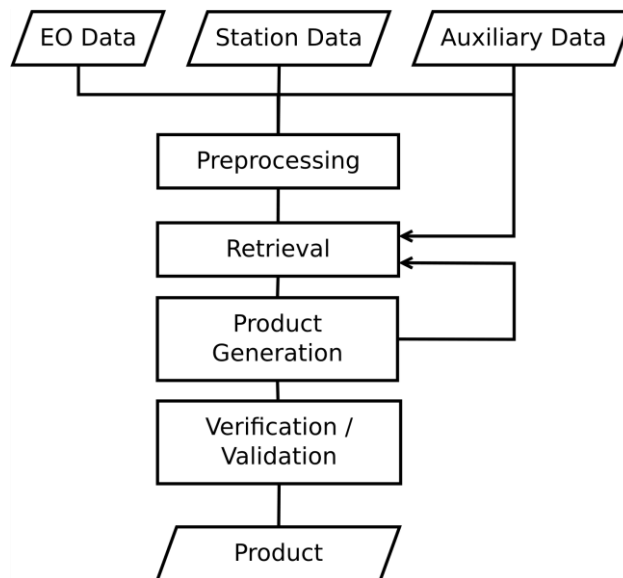 EO Data
Station Data
Auxiliary Data
Preprocessing
Retrieval
Product
Generation
Verification /
Validation
Product